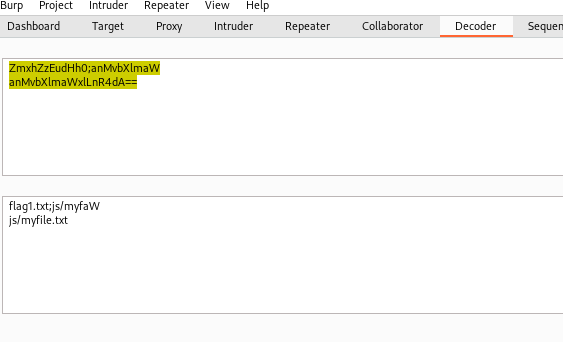 Burp Project Intruder Repeater View Help
Dashboard Target Proxy Intruder Repeater Collaborator Decoder Sequen
ZmxhZzEudHh0;anMvbXlmaW
anMvbXlmaWxlLnR4dA==
flag1.txt;js/myfaW
js/myfile.txt